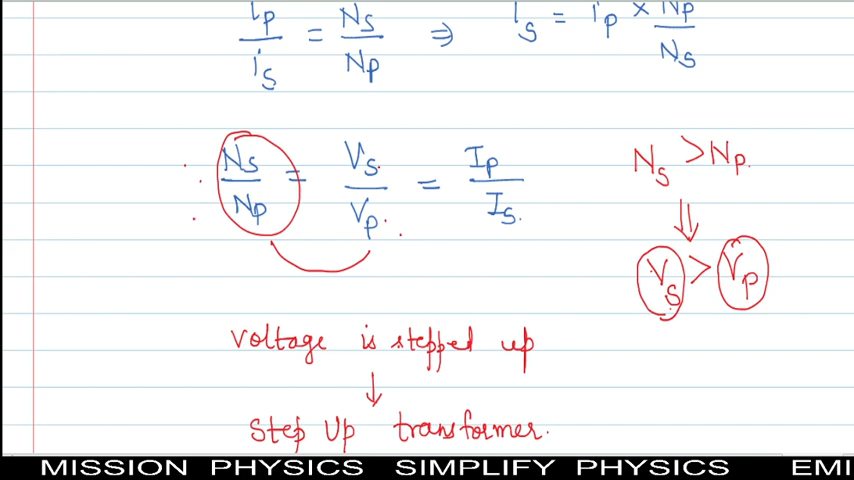 Ip/is = Ns/Np ⇒ Is = ip × Np/Ns
Ns/Np = Vs/Vp = Ip/Is
Ns > Np
⇓
Vs > Vp
voltage is stepped up
↓
Step Up transformer.
MISSION PHYSICS SIMPLIFY PHYSICS EMI